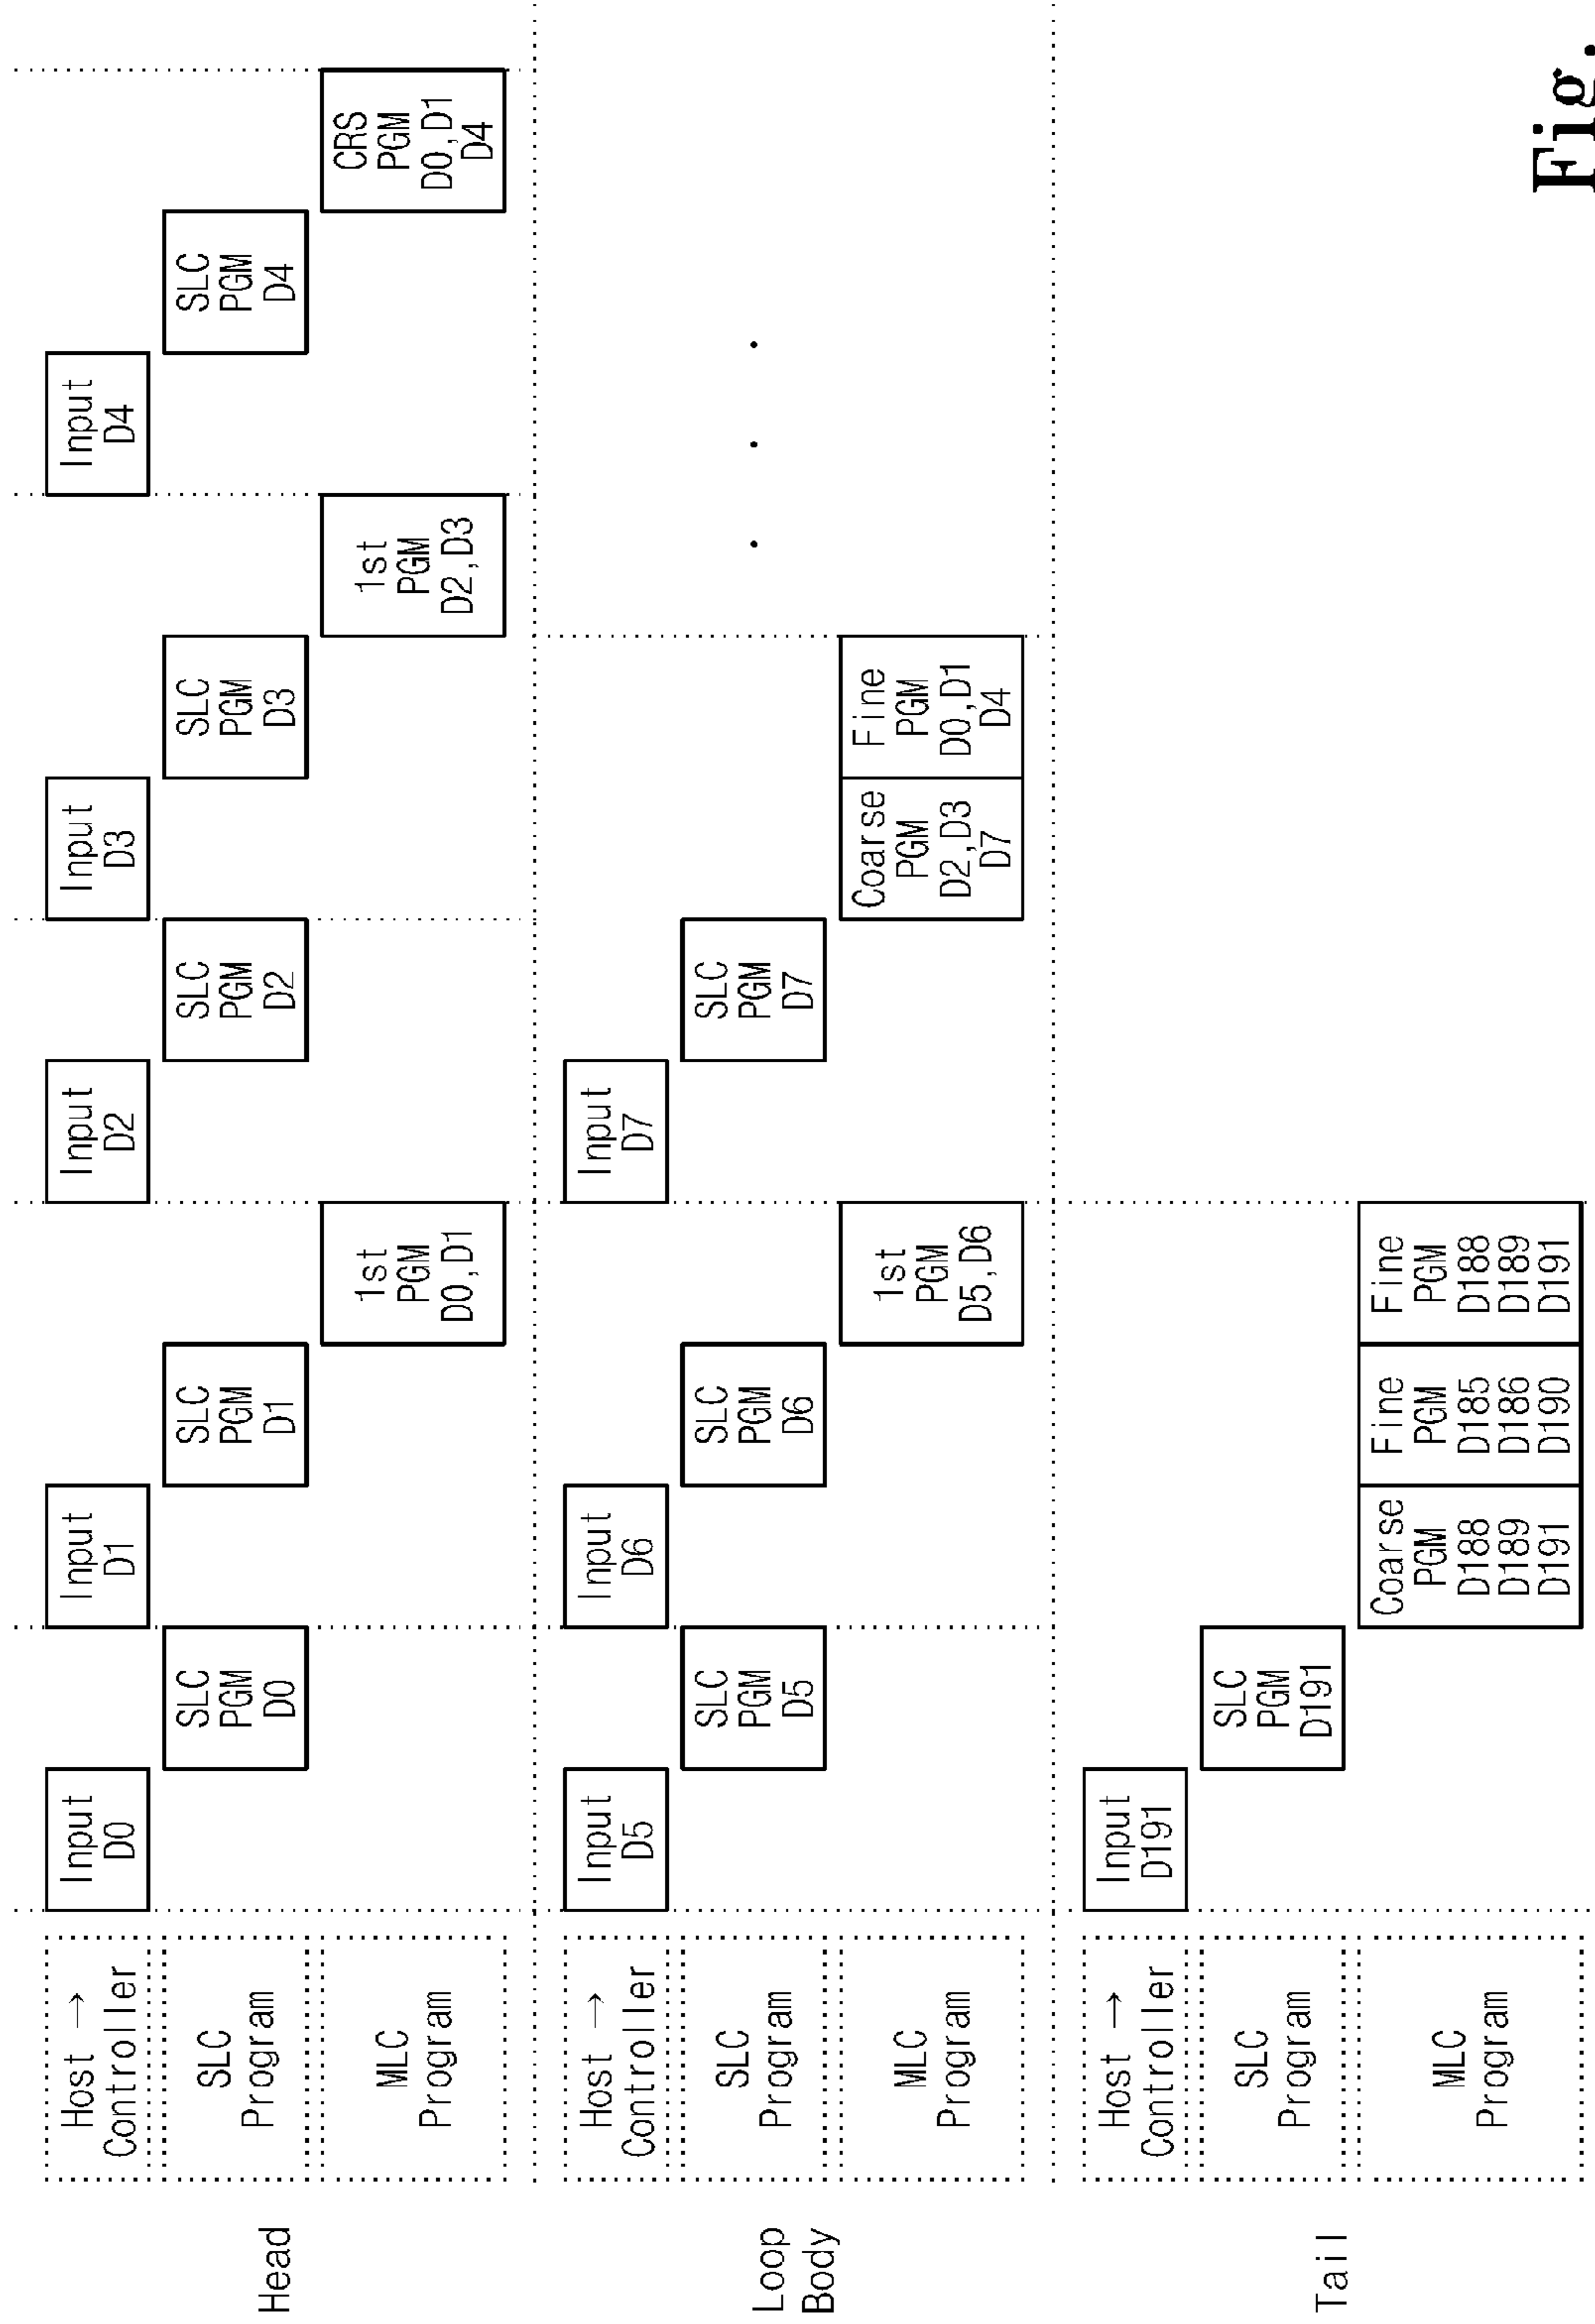 Head
Host →
Controller
Input
D0
Input
D1
Input
D2
Input
D3
Input
D4
SLC
Program
SLC
PGM
D0
SLC
PGM
D1
SLC
PGM
D2
SLC
PGM
D3
SLC
PGM
D4
MLC
Program
1st
PGM
D0,D1
1st
PGM
D2,D3
CRS
PGM
D0,D1
D4
Loop
Body
Host →
Controller
Input
D5
Input
D6
Input
D7
SLC
Program
SLC
PGM
D5
SLC
PGM
D6
SLC
PGM
D7
. . .
MLC
Program
1st
PGM
D5,D6
Coarse
PGM
D2,D3
D7
Fine
PGM
D0,D1
D4
Tail
Host →
Controller
Input
D191
SLC
Program
SLC
PGM
D191
MLC
Program
Coarse
PGM
D188
D189
D191
Fine
PGM
D185
D186
D190
Fine
PGM
D188
D189
D191
Fig.